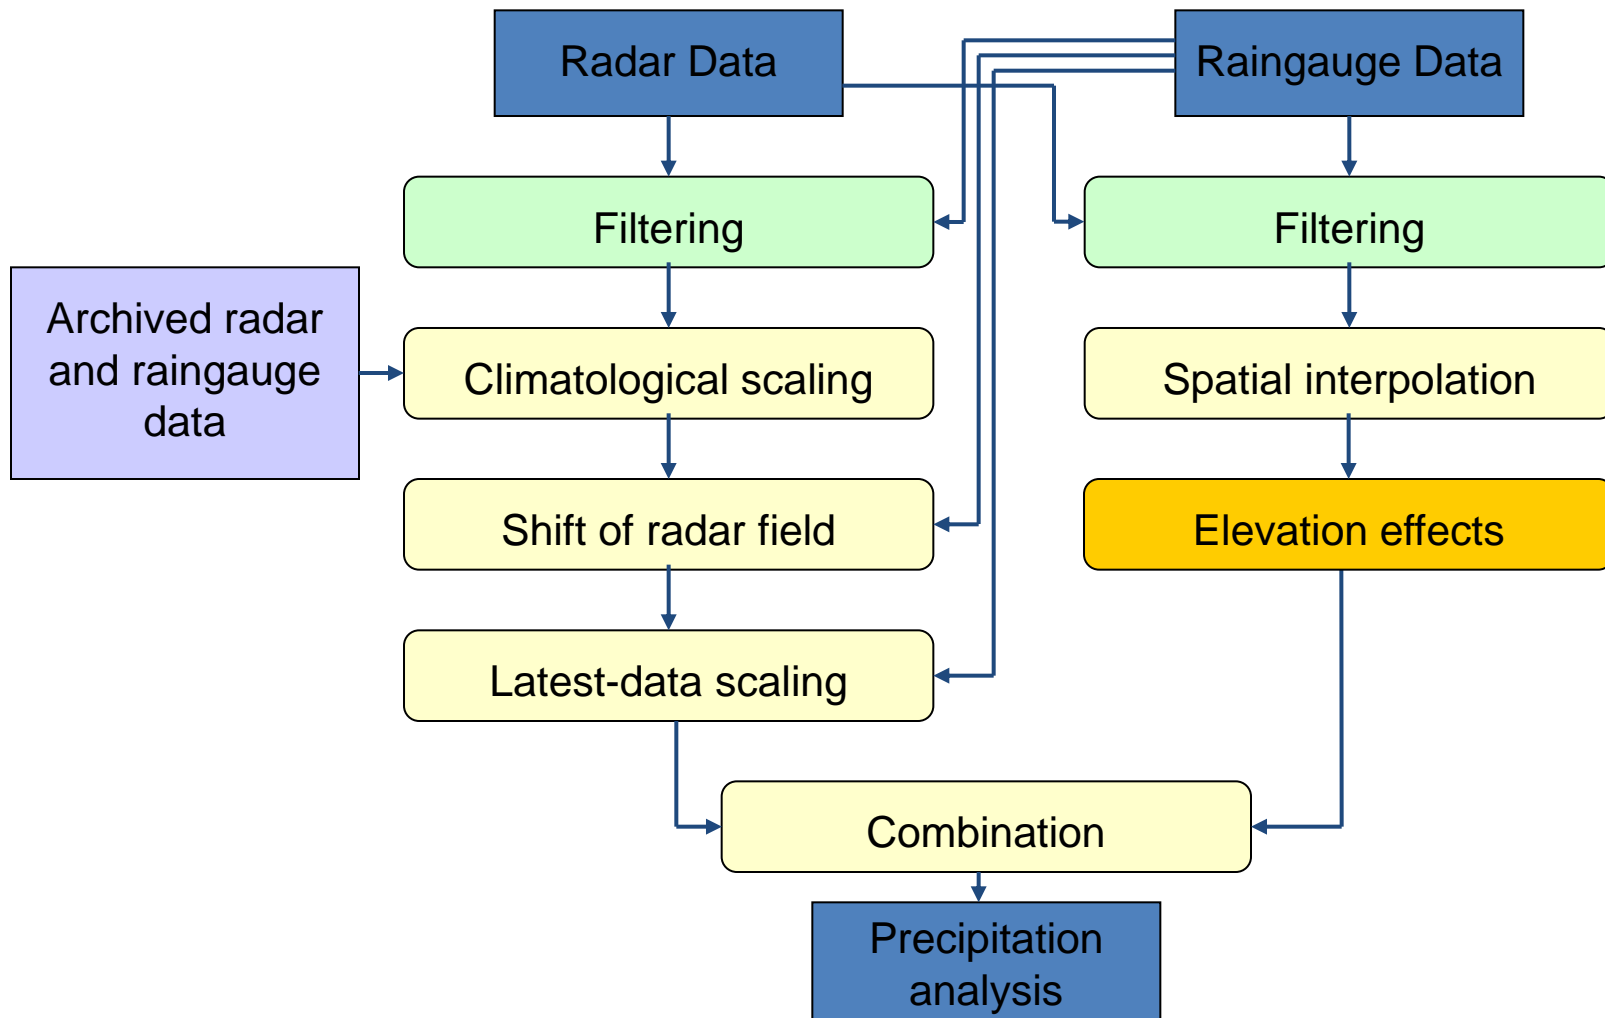 Radar Data
Raingauge Data
Filtering
Filtering
Archived radar
and raingauge
data
Climatological scaling
Spatial interpolation
Shift of radar field
Elevation effects
Latest-data scaling
Combination
Precipitation
analysis